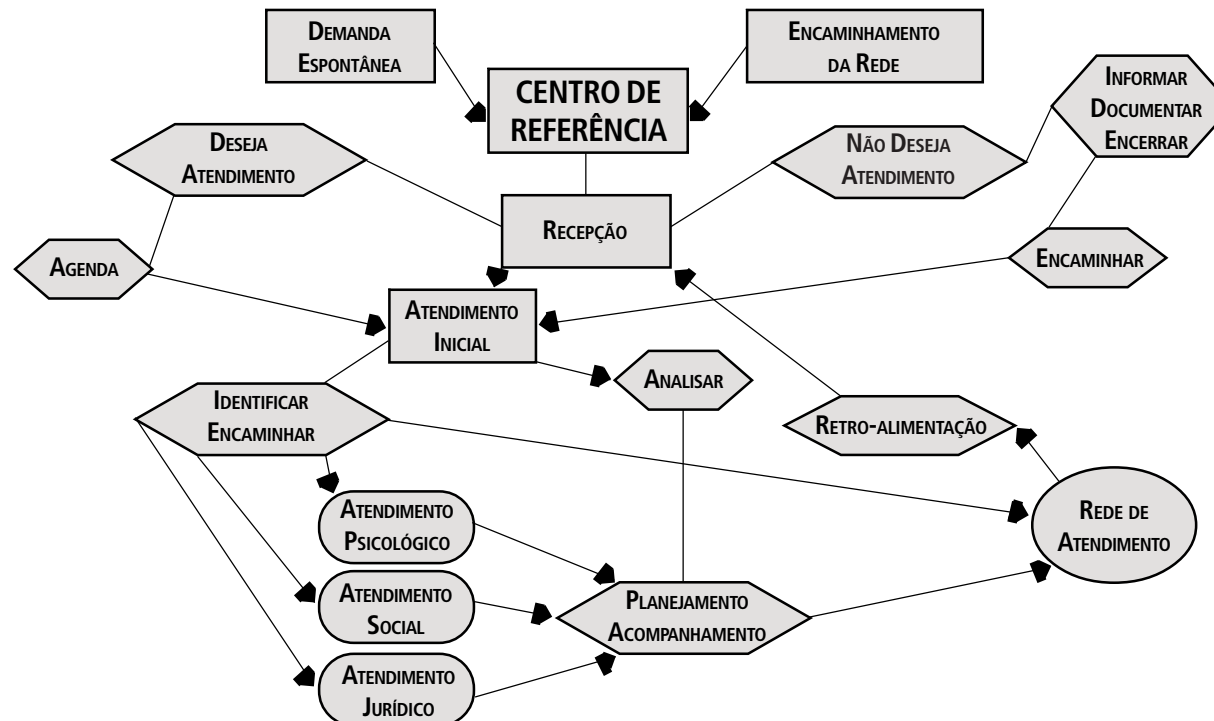 Demanda
Espontânea
Encaminhamento
da Rede
CENTRO DE
REFERÊNCIA
Informar
Documentar
Encerrar
Deseja
Atendimento
Não Deseja
Atendimento
Recepção
Agenda
Encaminhar
Atendimento
Inicial
Analisar
Identificar
Encaminhar
Retro-alimentação
Atendimento
Psicológico
Rede de
Atendimento
Atendimento
Social
Planejamento
Acompanhamento
Atendimento
Jurídico